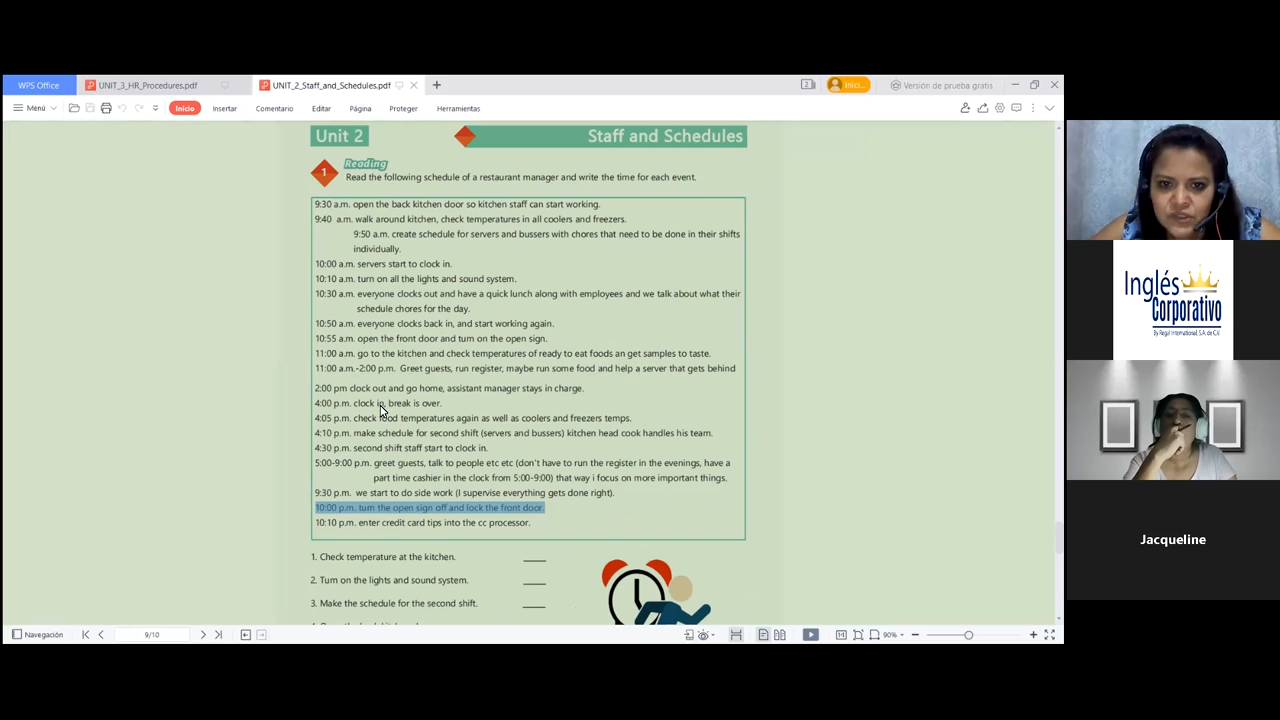 WPS Office
UNIT_3_HR_Procedures.pdf
UNIT_2_Staff_and_Schedules.pdf
Inici...
Versión de prueba gratis
Menú
Inicio
Insertar
Comentario
Editar
Página
Proteger
Herramientas
Unit 2
Staff and Schedules
1
Reading
Read the following schedule of a restaurant manager and write the time for each event.
9:30 a.m. open the back kitchen door so kitchen staff can start working.
9:40 a.m. walk around kitchen, check temperatures in all coolers and freezers.
9:50 a.m. create schedule for servers and bussers with chores that need to be done in their shifts
individually.
10:00 a.m. servers start to clock in.
10:10 a.m. turn on all the lights and sound system.
10:30 a.m. everyone clocks out and have a quick lunch along with employees and we talk about what their
schedule chores for the day.
10:50 a.m. everyone clocks back in, and start working again.
10:55 a.m. open the front door and turn on the open sign.
11:00 a.m. go to the kitchen and check temperatures of ready to eat foods an get samples to taste.
11:00 a.m.-2:00 p.m. Greet guests, run register, maybe run some food and help a server that gets behind
2:00 pm clock out and go home, assistant manager stays in charge.
4:00 p.m. clock in, break is over.
4:05 p.m. check food temperatures again as well as coolers and freezers temps.
4:10 p.m. make schedule for second shift (servers and bussers) kitchen head cook handles his team.
4:30 p.m. second shift staff start to clock in.
5:00-9:00 p.m. greet guests, talk to people etc etc (don't have to run the register in the evenings, have a
part time cashier in the clock from 5:00-9:00) that way i focus on more important things.
9:30 p.m. we start to do side work (I supervise everything gets done right).
10:00 p.m. turn the open sign off and lock the front door.
10:10 p.m. enter credit card tips into the cc processor.
1. Check temperature at the kitchen.
2. Turn on the lights and sound system.
3. Make the schedule for the second shift.
Navegación
9/10
90%
Inglés
Corporativo
By Regal International, S.A. de C.V.
Jacqueline